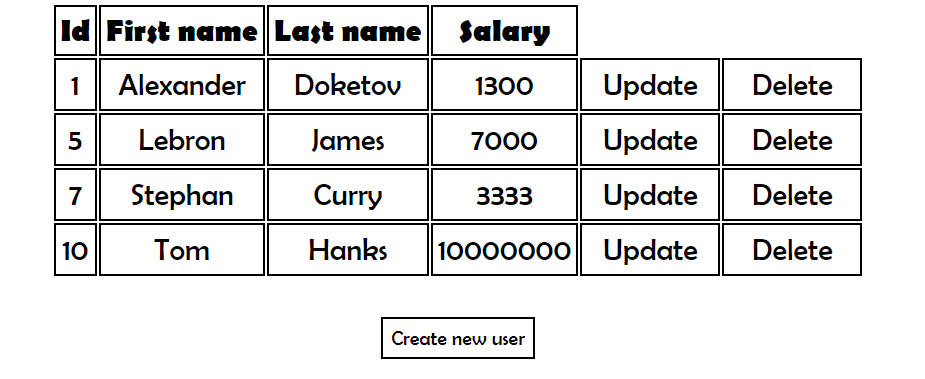 Id First name Last name Salary
1 Alexander Doketov 1300 Update Delete
5 Lebron James 7000 Update Delete
7 Stephan Curry 3333 Update Delete
10 Tom Hanks 10000000 Update Delete
Create new user